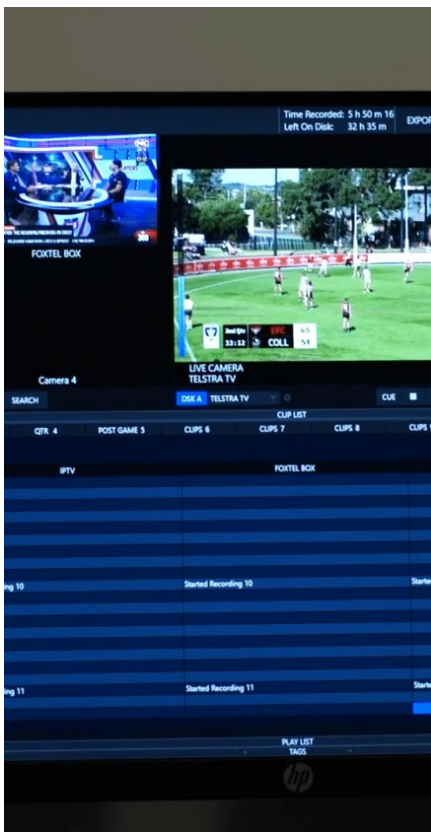 Time Recorded: 5 h 50 m 16
Left On Disk: 32 h 35 m
EXPOR
FOXTEL BOX
2nd Qtr EFC 45
33:12 COLL 51
LIVE CAMERA
Camera 4
TELSTRA TV
SEARCH
DSK A TELSTRA TV
CUE
CLIP LIST
QTR 4
POST GAME 5
CLIPS 6
CLIPS 7
CLIPS 8
CLIPS 9
IPTV
FOXTEL BOX
ing 10
Started Recording 10
Starte
ing 11
Started Recording 11
Starte
PLAY LIST
TAGS
hp